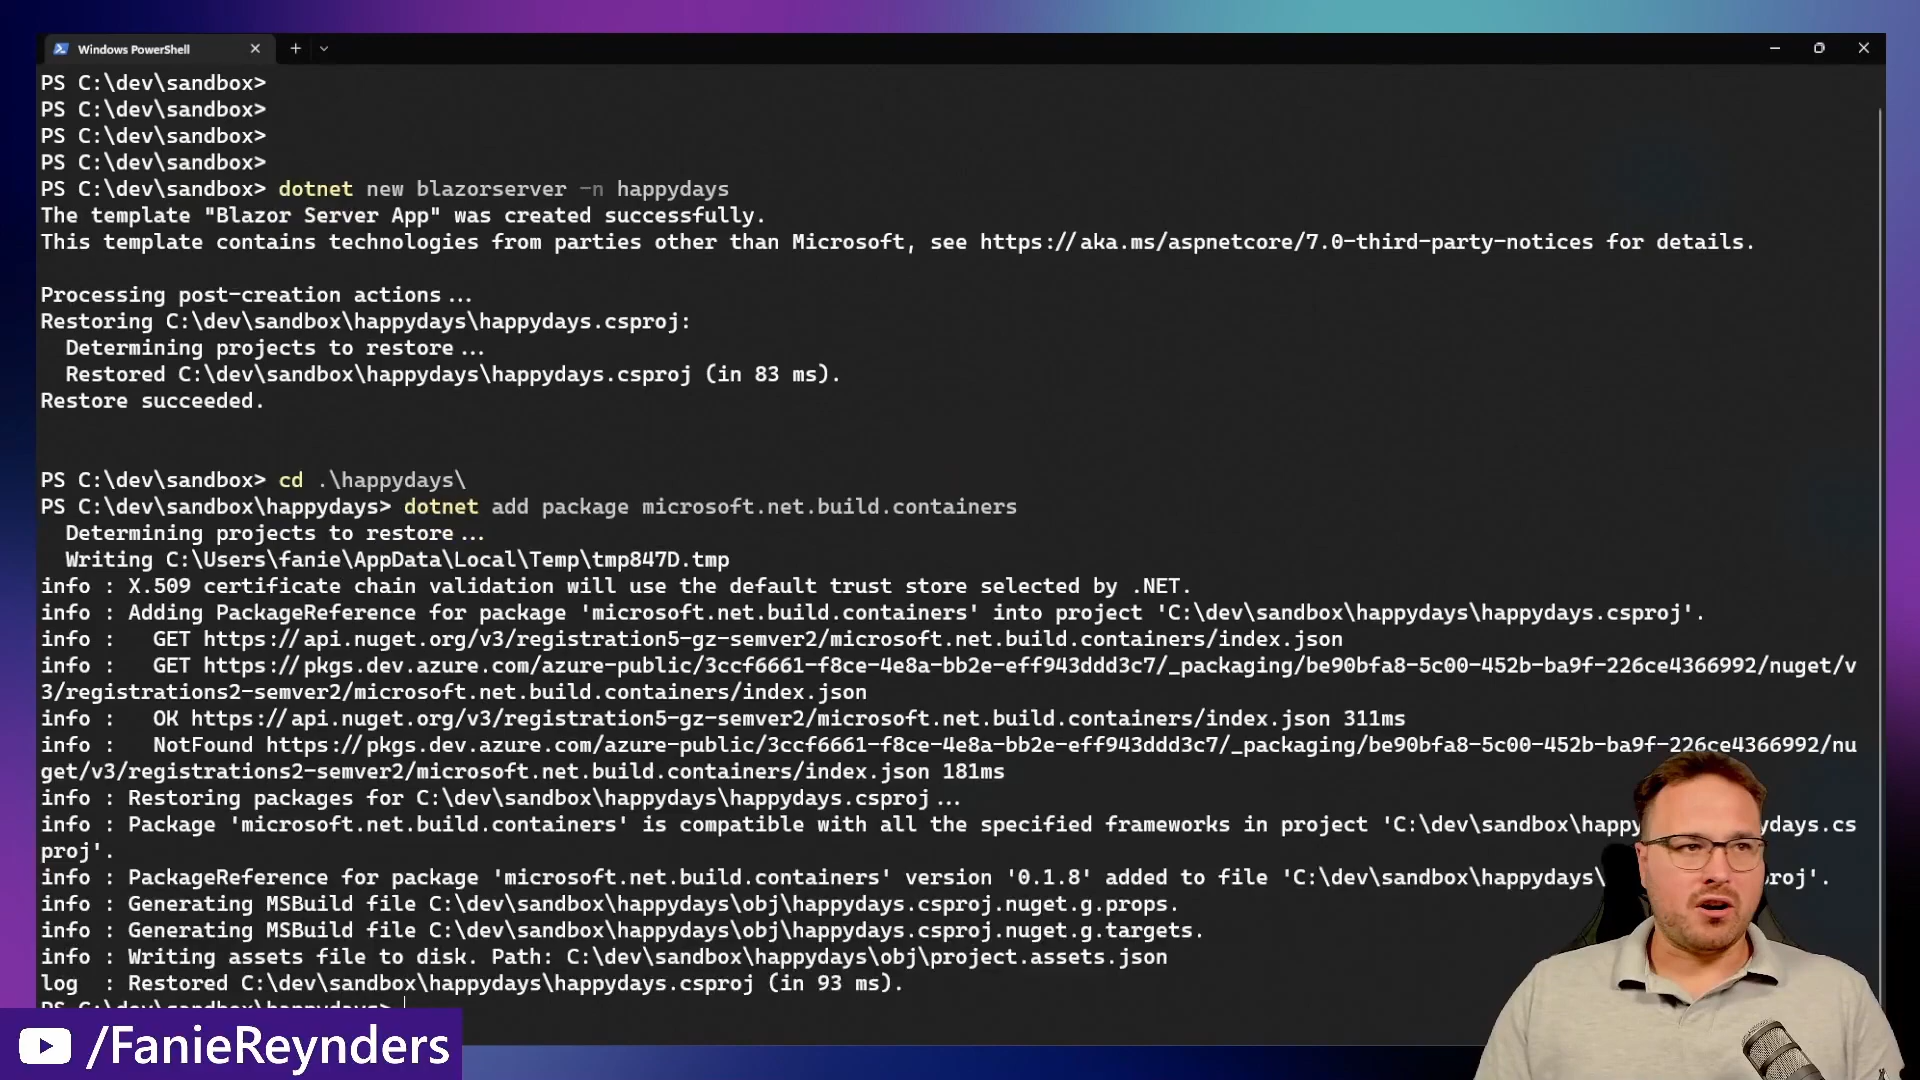 Windows PowerShell
PS C:\dev\sandbox>
PS C:\dev\sandbox>
PS C:\dev\sandbox>
PS C:\dev\sandbox>
PS C:\dev\sandbox> dotnet new blazorserver -n happydays
The template "Blazor Server App" was created successfully.
This template contains technologies from parties other than Microsoft, see https://aka.ms/aspnetcore/7.0-third-party-notices for details.
Processing post-creation actions...
Restoring C:\dev\sandbox\happydays\happydays.csproj:
Determining projects to restore...
Restored C:\dev\sandbox\happydays\happydays.csproj (in 83 ms).
Restore succeeded.
PS C:\dev\sandbox> cd .\happydays\
PS C:\dev\sandbox\happydays> dotnet add package microsoft.net.build.containers
Determining projects to restore...
Writing C:\Users\fanie\AppData\Local\Temp\tmp847D.tmp
info : X.509 certificate chain validation will use the default trust store selected by .NET.
info : Adding PackageReference for package 'microsoft.net.build.containers' into project 'C:\dev\sandbox\happydays\happydays.csproj'.
info :   GET https://api.nuget.org/v3/registration5-gz-semver2/microsoft.net.build.containers/index.json
info :   GET https://pkgs.dev.azure.com/azure-public/3ccf6661-f8ce-4e8a-bb2e-eff943ddd3c7/_packaging/be90bfa8-5c00-452b-ba9f-226ce4366992/nuget/v
3/registrations2-semver2/microsoft.net.build.containers/index.json
info :   OK https://api.nuget.org/v3/registration5-gz-semver2/microsoft.net.build.containers/index.json 311ms
info :   NotFound https://pkgs.dev.azure.com/azure-public/3ccf6661-f8ce-4e8a-bb2e-eff943ddd3c7/_packaging/be90bfa8-5c00-452b-ba9f-226ce4366992/nu
get/v3/registrations2-semver2/microsoft.net.build.containers/index.json 181ms
info : Restoring packages for C:\dev\sandbox\happydays\happydays.csproj...
info : Package 'microsoft.net.build.containers' is compatible with all the specified frameworks in project 'C:\dev\sandbox\happ ydays.cs
proj'.
info : PackageReference for package 'microsoft.net.build.containers' version '0.1.8' added to file 'C:\dev\sandbox\happydays\ proj'.
info : Generating MSBuild file C:\dev\sandbox\happydays\obj\happydays.csproj.nuget.g.props.
info : Generating MSBuild file C:\dev\sandbox\happydays\obj\happydays.csproj.nuget.g.targets.
info : Writing assets file to disk. Path: C:\dev\sandbox\happydays\obj\project.assets.json
log  : Restored C:\dev\sandbox\happydays\happydays.csproj (in 93 ms).
PS C:\dev\sandbox\happydays>
/FanieReynders